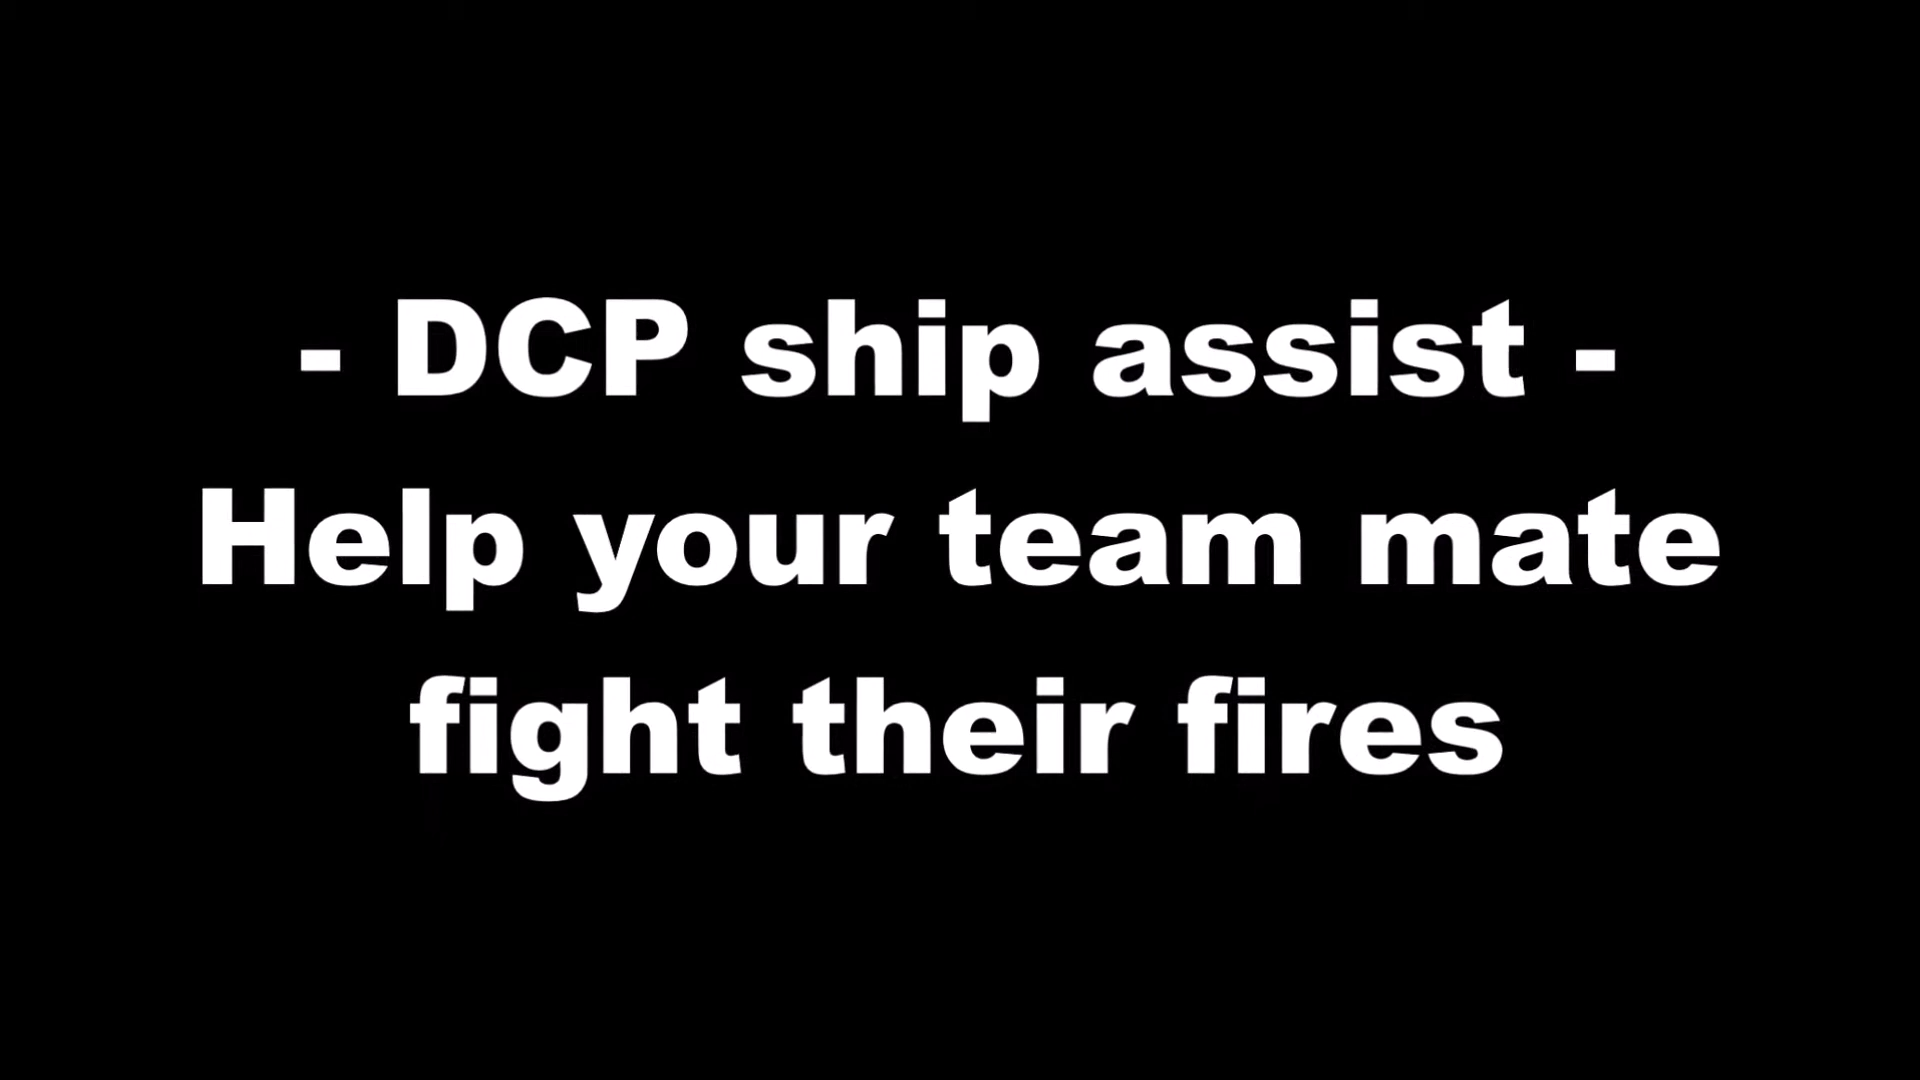 - DCP ship assist -
Help your team mate
fight their fires